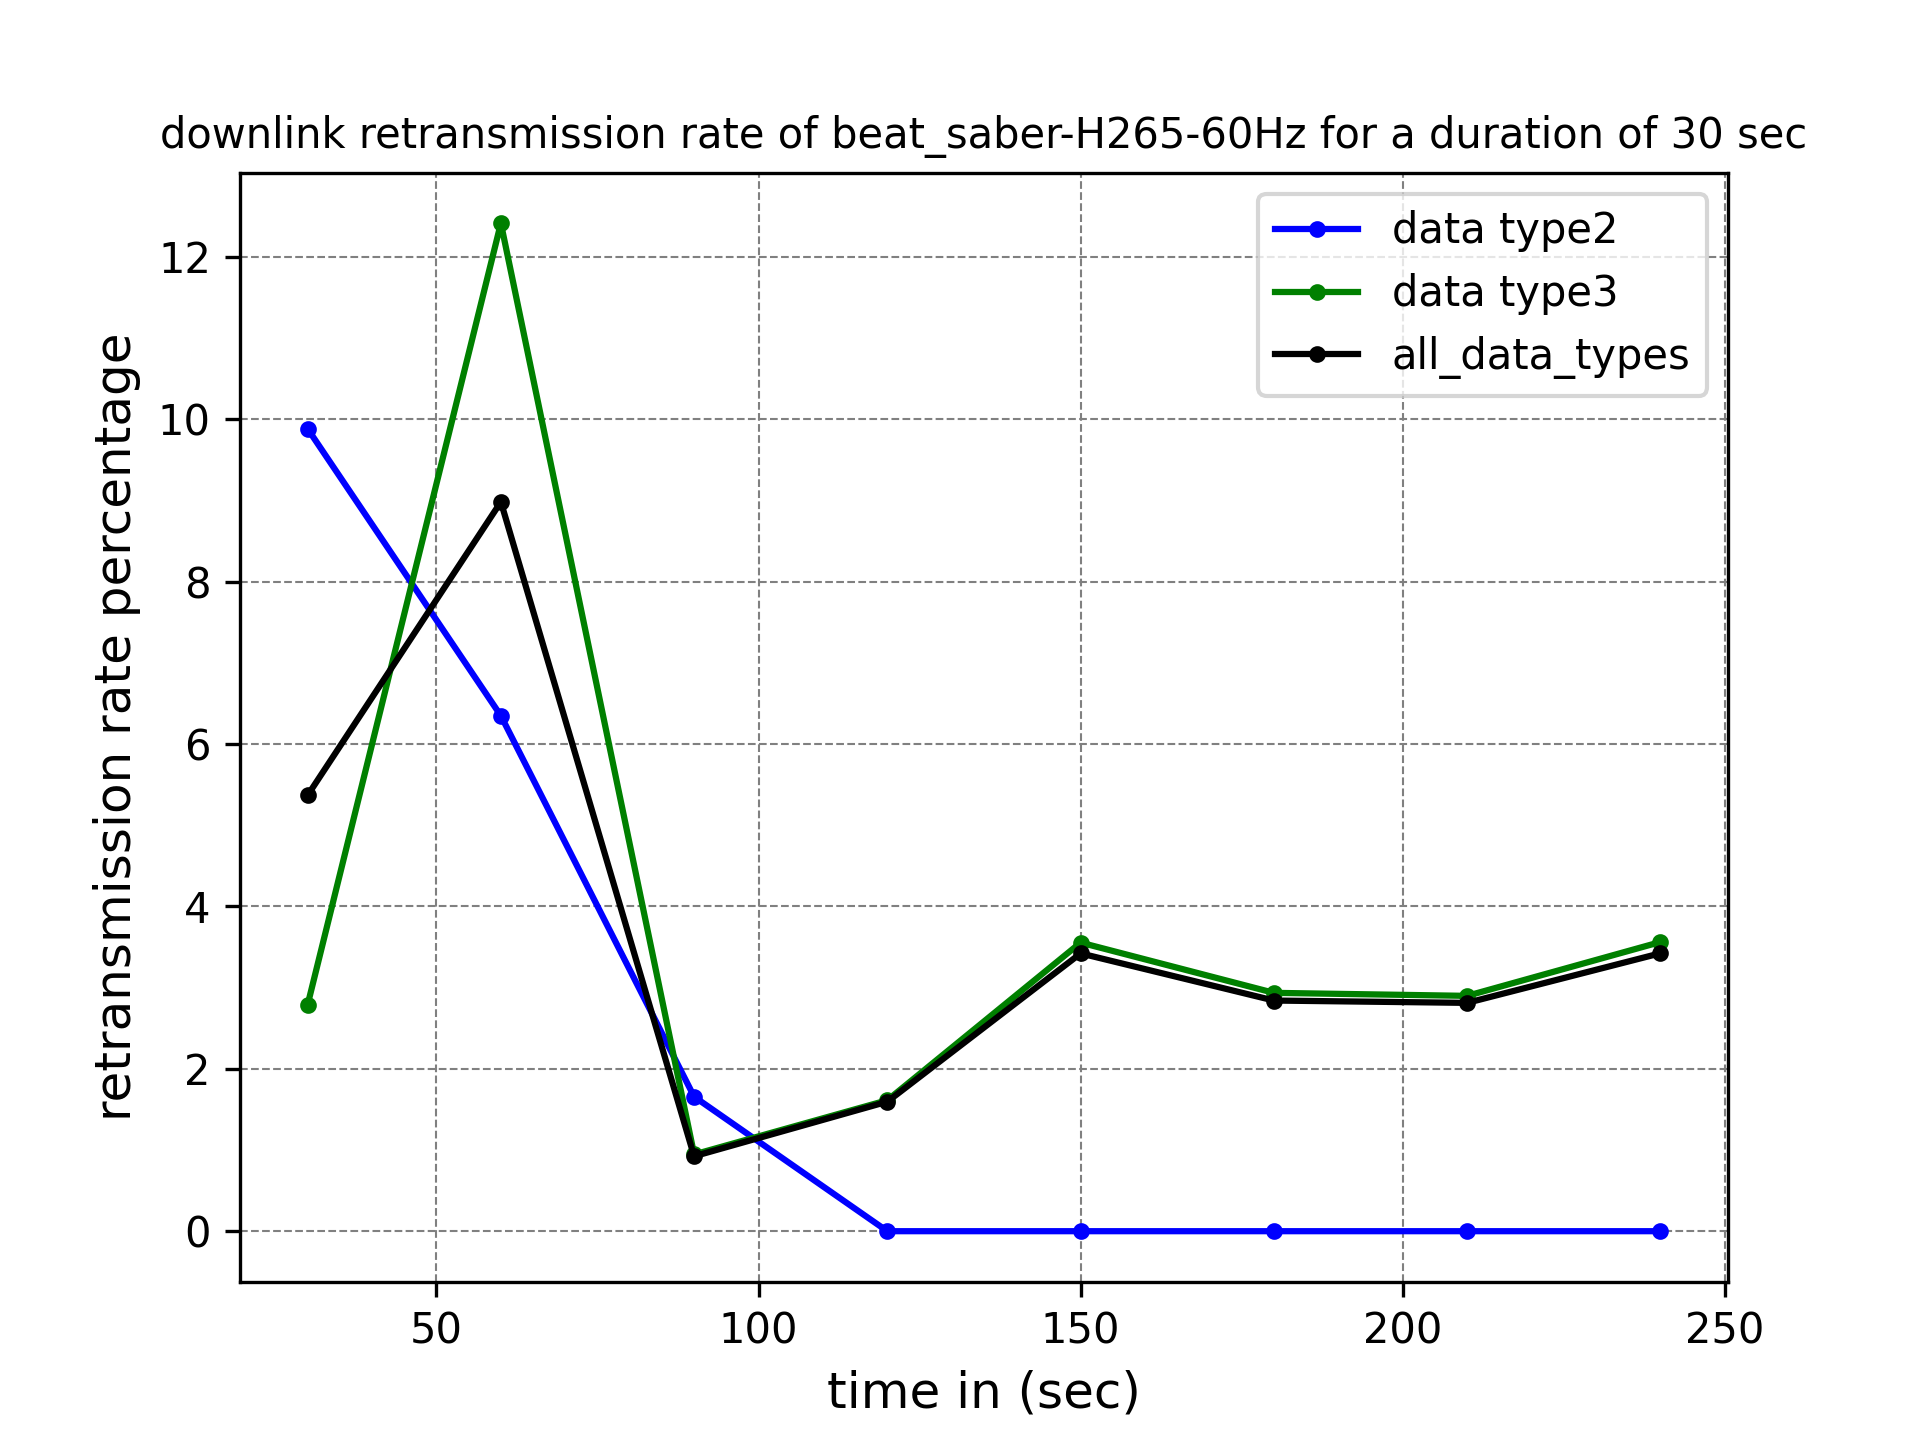 downlink retransmission rate of beat_saber-H265-60Hz for a duration of 30 sec
data type2
data type3
all_data_types
retransmission rate percentage
12
10
8
6
4
2
0
50 100 150 200 250
time in (sec)